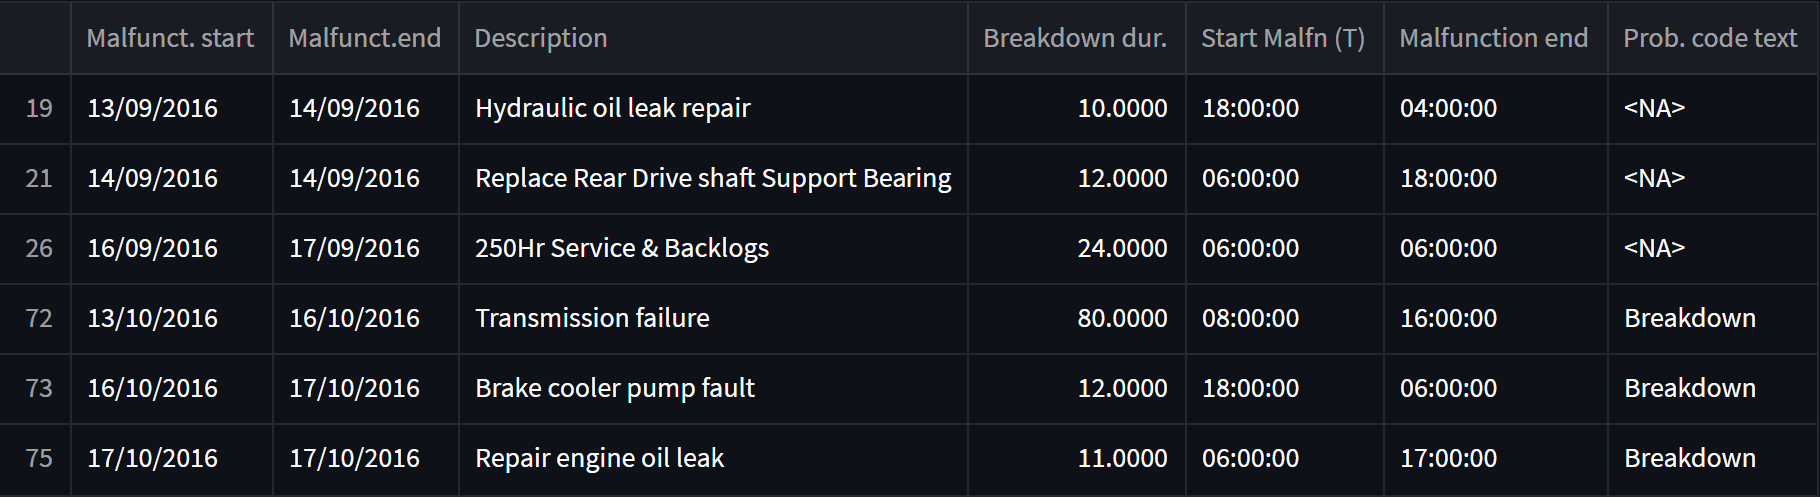 Malfunct. start Malfunct.end Description Breakdown dur. Start Malfn (T) Malfunction end Prob. code text
19 13/09/2016 14/09/2016 Hydraulic oil leak repair 10.0000 18:00:00 04:00:00 <NA>
21 14/09/2016 14/09/2016 Replace Rear Drive shaft Support Bearing 12.0000 06:00:00 18:00:00 <NA>
26 16/09/2016 17/09/2016 250Hr Service & Backlogs 24.0000 06:00:00 06:00:00 <NA>
72 13/10/2016 16/10/2016 Transmission failure 80.0000 08:00:00 16:00:00 Breakdown
73 16/10/2016 17/10/2016 Brake cooler pump fault 12.0000 18:00:00 06:00:00 Breakdown
75 17/10/2016 17/10/2016 Repair engine oil leak 11.0000 06:00:00 17:00:00 Breakdown